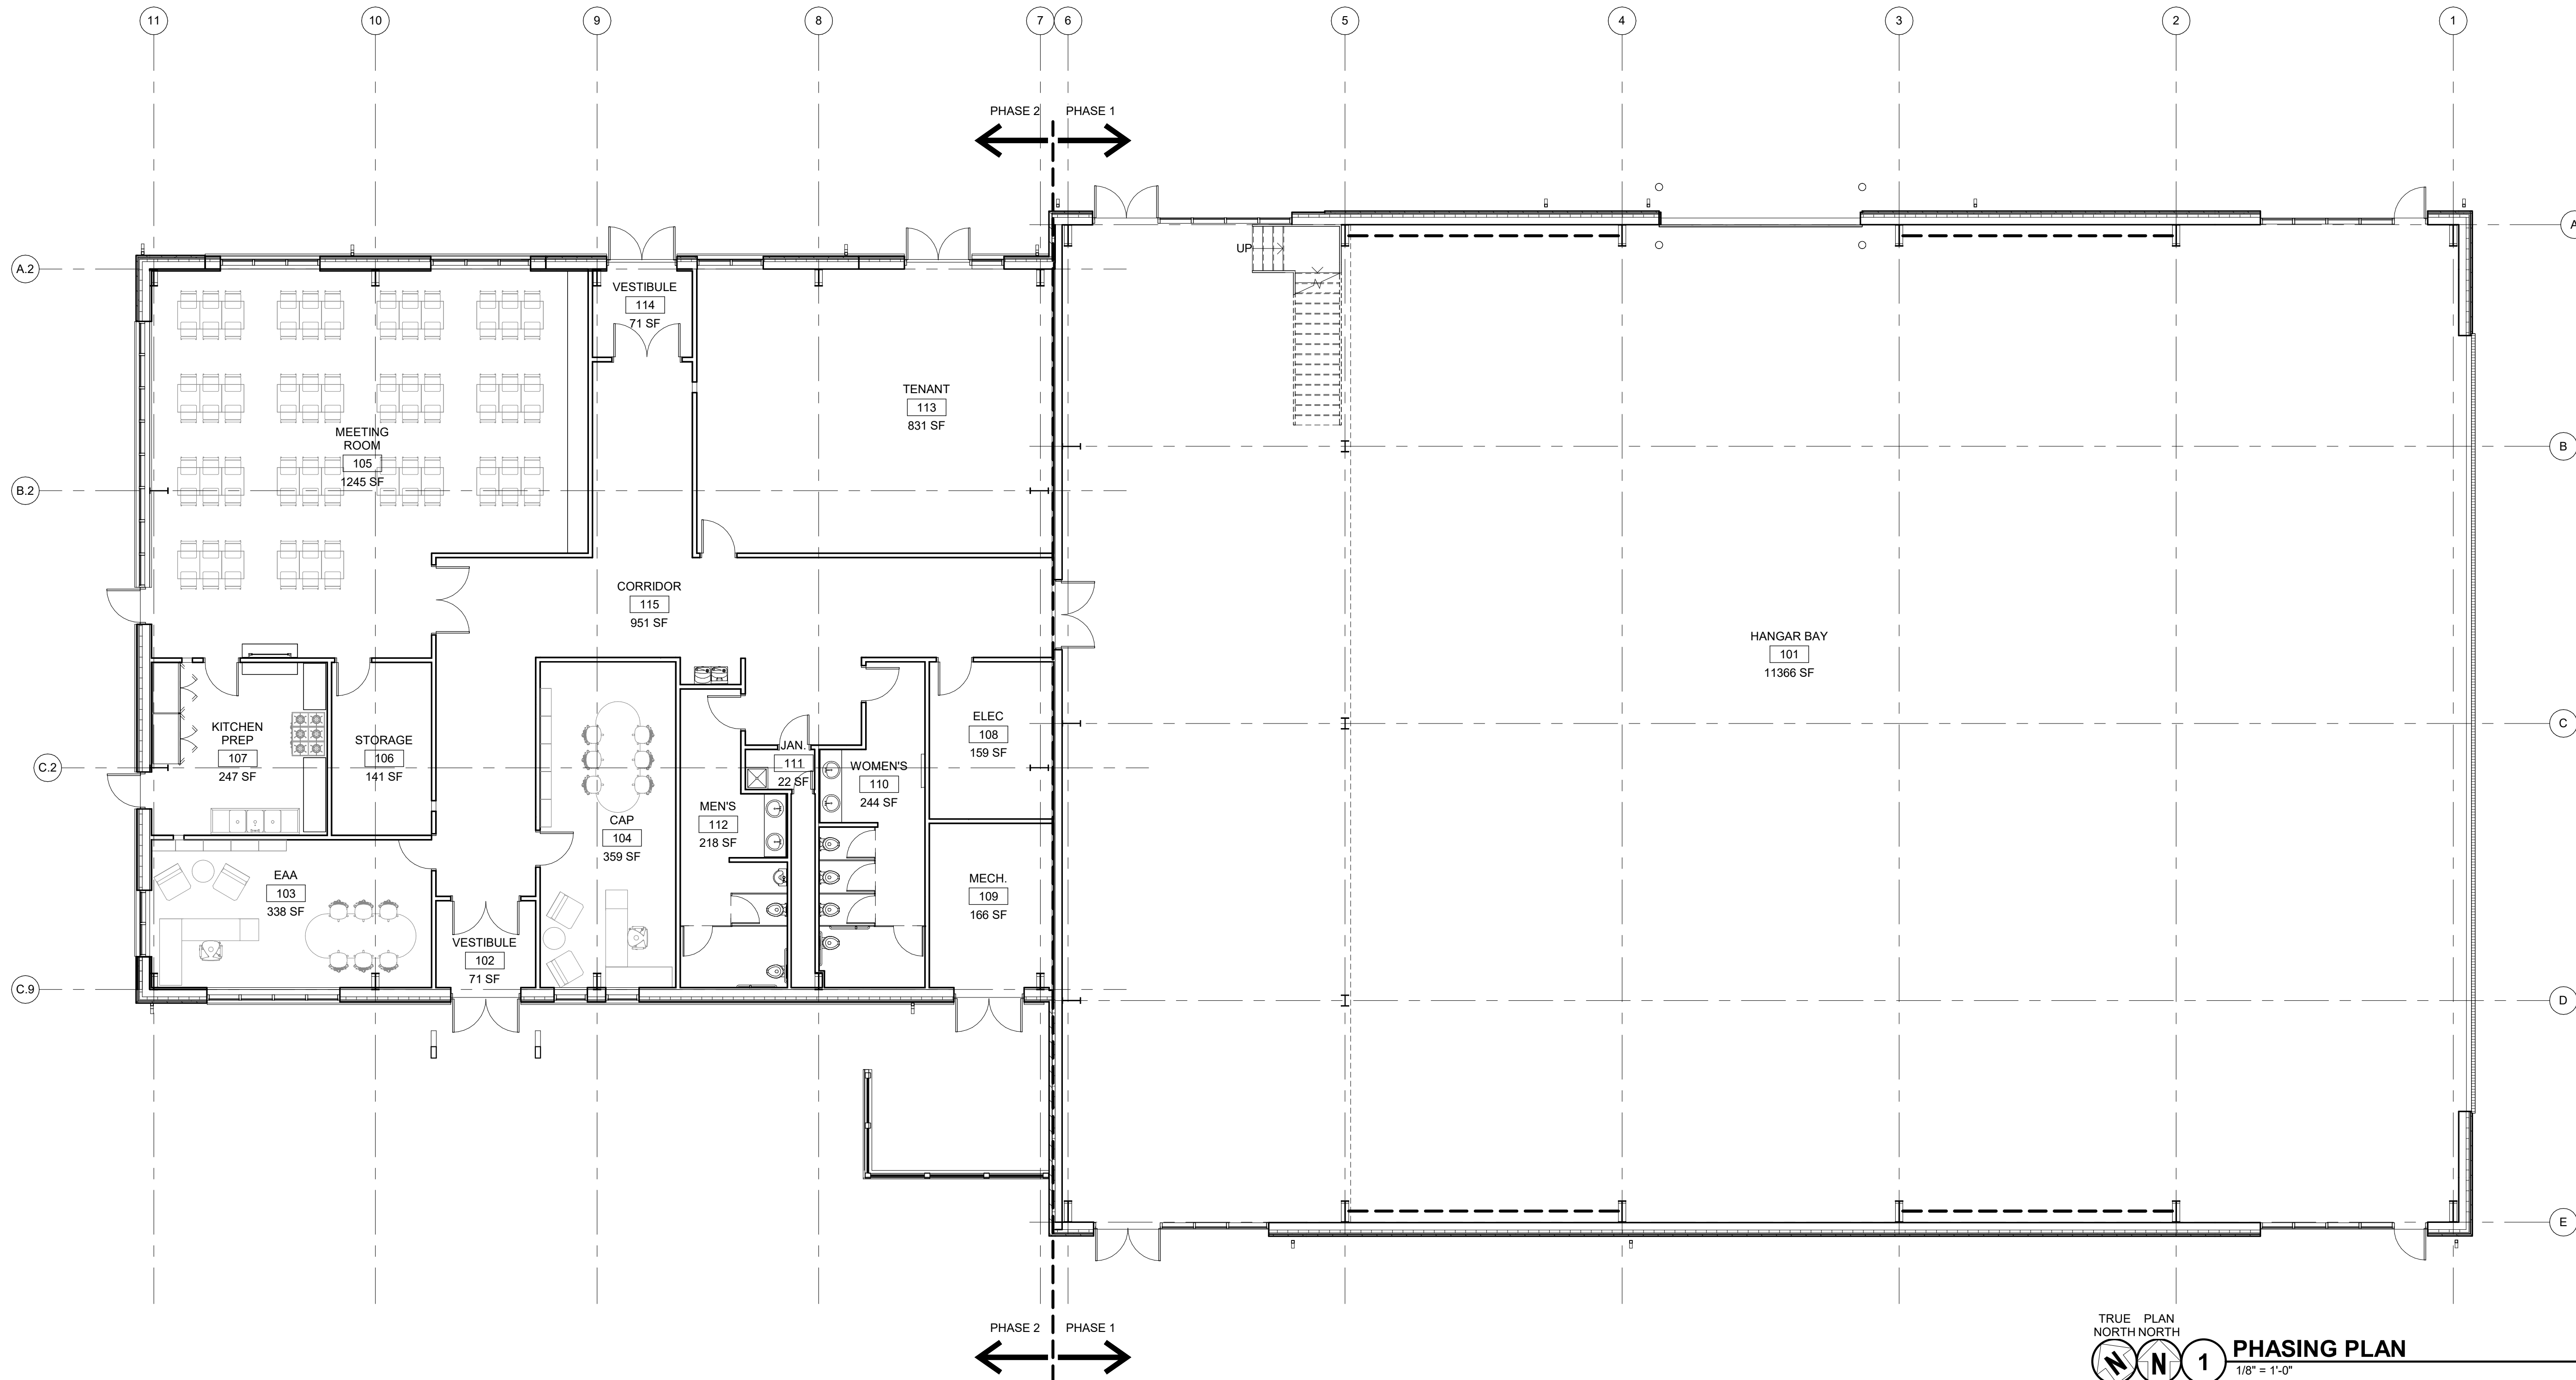 11
10
9
8
7
6
5
4
3
2
1
PHASE 2
PHASE 1
A
A.2
UP
VESTIBULE
114
71 SF
TENANT
113
831 SF
MEETING
ROOM
105
1245 SF
B
B.2
CORRIDOR
115
951 SF
HANGAR BAY
101
11366 SF
KITCHEN
PREP
107
247 SF
STORAGE
106
141 SF
ELEC
108
159 SF
C
C.2
JAN.
111
22 SF
WOMEN'S
110
244 SF
MEN'S
112
218 SF
CAP
104
359 SF
EAA
103
338 SF
MECH.
109
166 SF
VESTIBULE
102
71 SF
C.9
D
E
PHASE 2
PHASE 1
TRUE
NORTH
PLAN
NORTH
N
N
1
PHASING PLAN
1/8" = 1'-0"